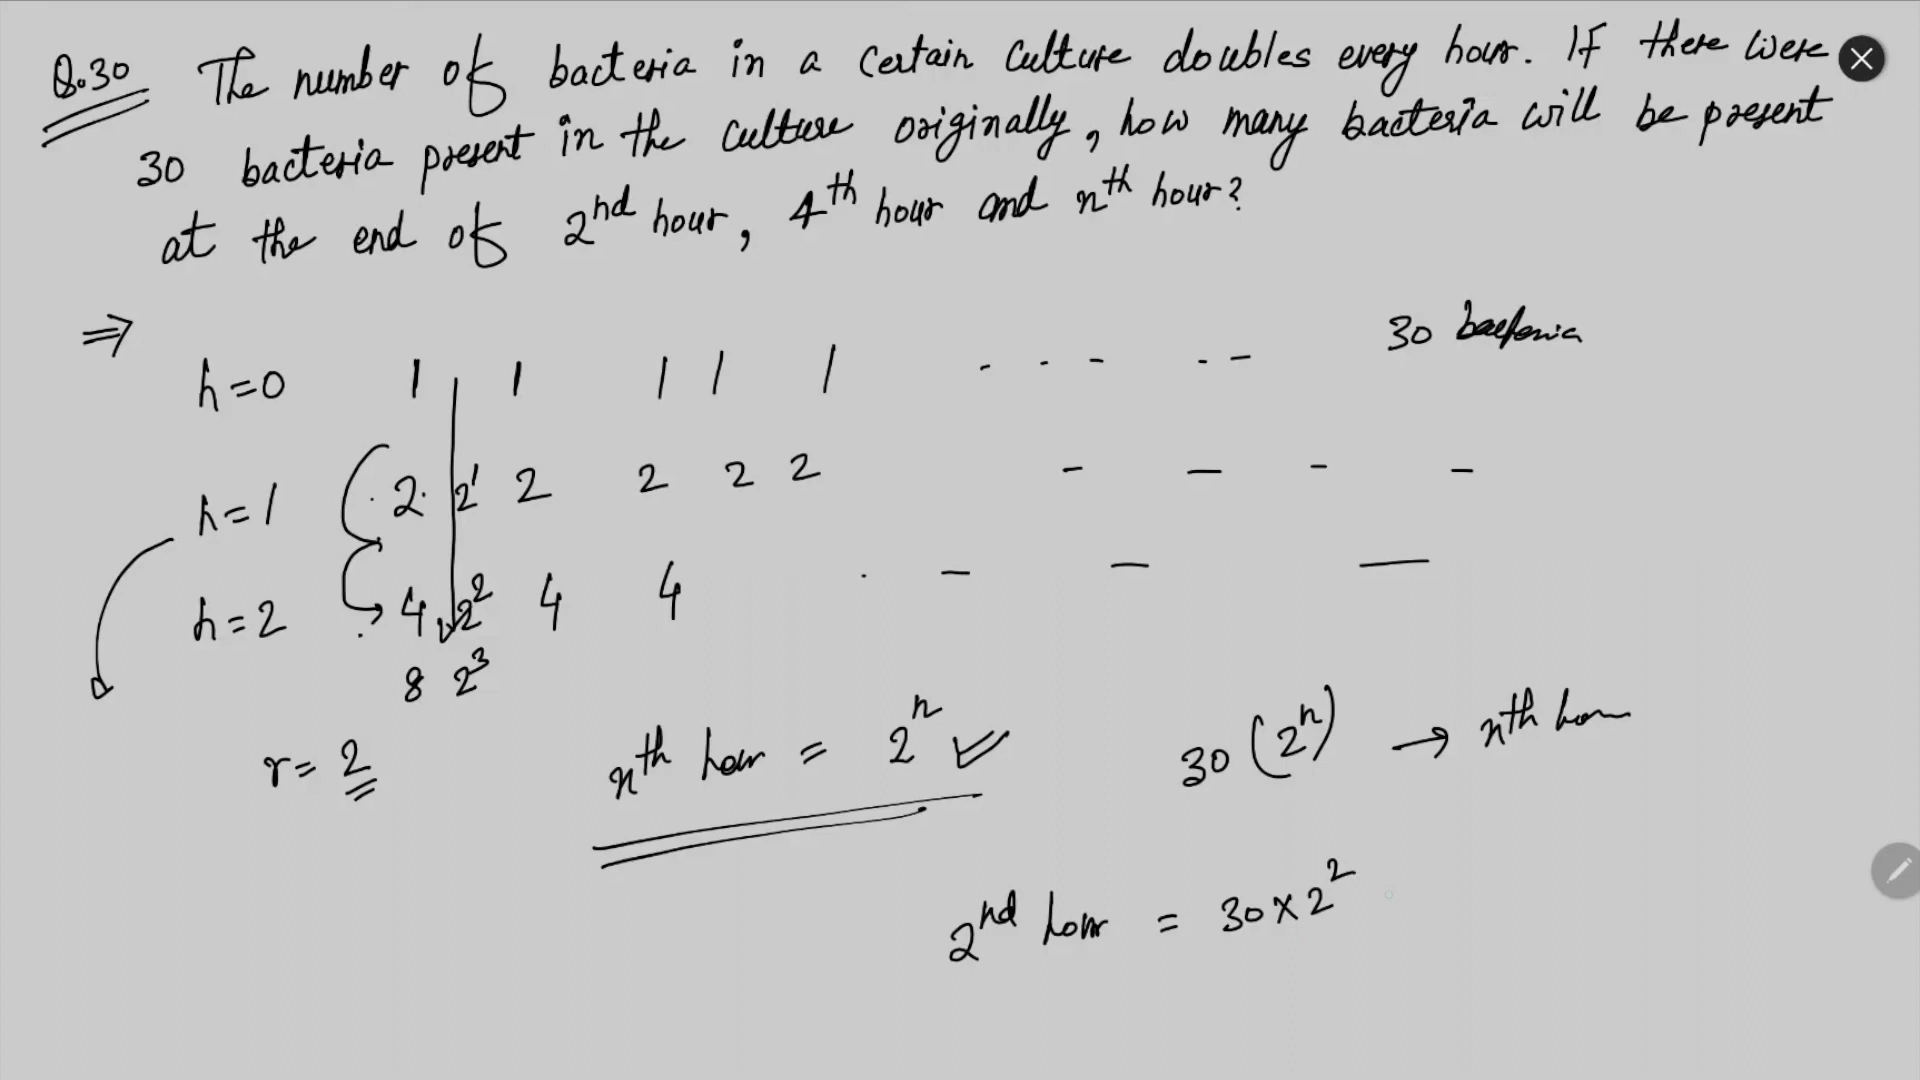 Q.30 The number of bacteria in a certain culture doubles every hour. If there were
30 bacteria present in the culture originally, how many bacteria will be present
at the end of 2nd hour, 4th hour and nth hour?
⇒ 30 bacteria
h=0 1 1 1 1 1 . . - . -
h=1 2 2¹ 2 2 2 2 - - - -
h=2 4 2² 4 4 . - - -
8 2³
r=2 nth hour = 2ⁿ ✓ 30 (2ⁿ) → nth hour
2nd hour = 30×2²